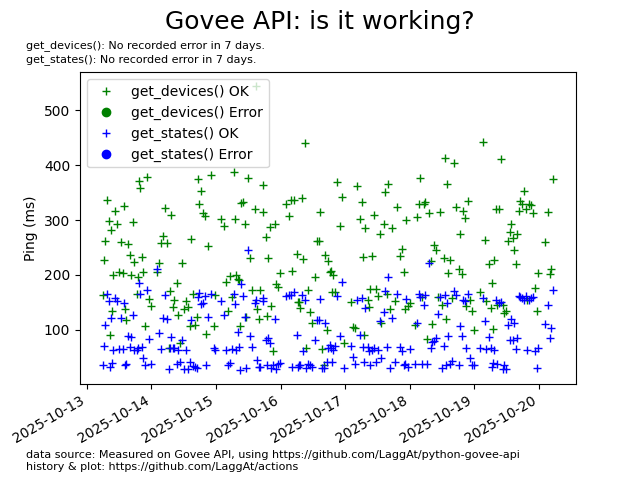 Govee API: is it working?
get_devices(): No recorded error in 7 days.
get_states(): No recorded error in 7 days.
get_devices() OK
get_devices() Error
get_states() OK
get_states() Error
Ping (ms)
500
400
300
200
100
2025-10-13
2025-10-14
2025-10-15
2025-10-16
2025-10-17
2025-10-18
2025-10-19
2025-10-20
data source: Measured on Govee API, using https://github.com/LaggAt/python-govee-api
history & plot: https://github.com/LaggAt/actions